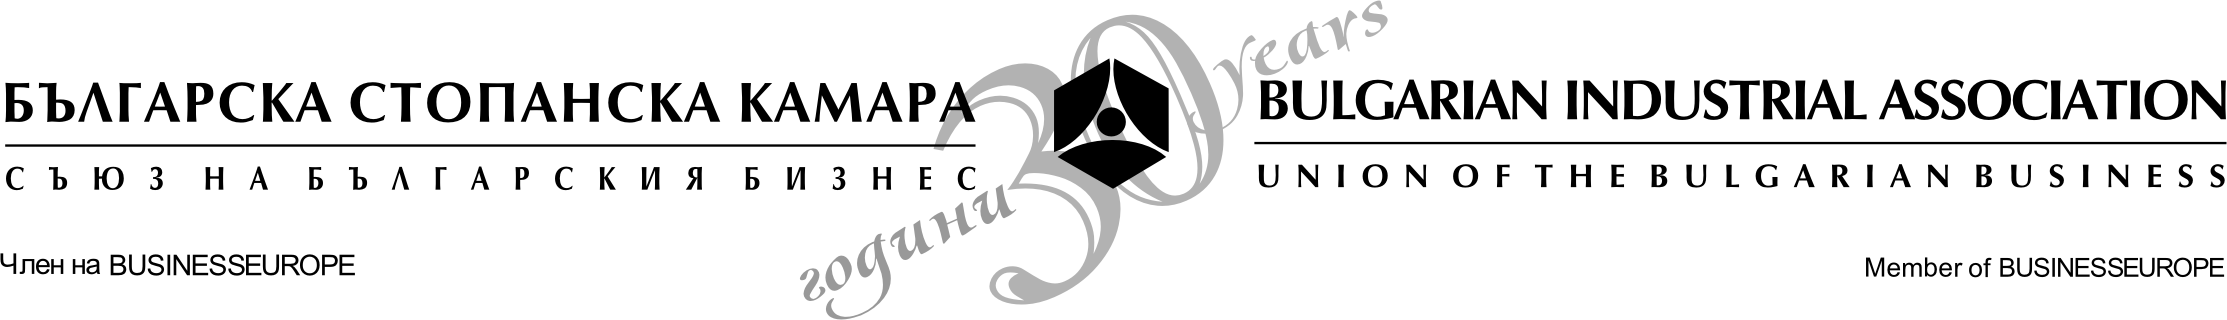 БЪЛГАРСКА СТОПАНСКА КАМАРА
СЪЮЗ НА БЪЛГАРСКИЯ БИЗНЕС
Член на BUSINESSEUROPE
30 years
години
BULGARIAN INDUSTRIAL ASSOCIATION
UNION OF THE BULGARIAN BUSINESS
Member of BUSINESSEUROPE